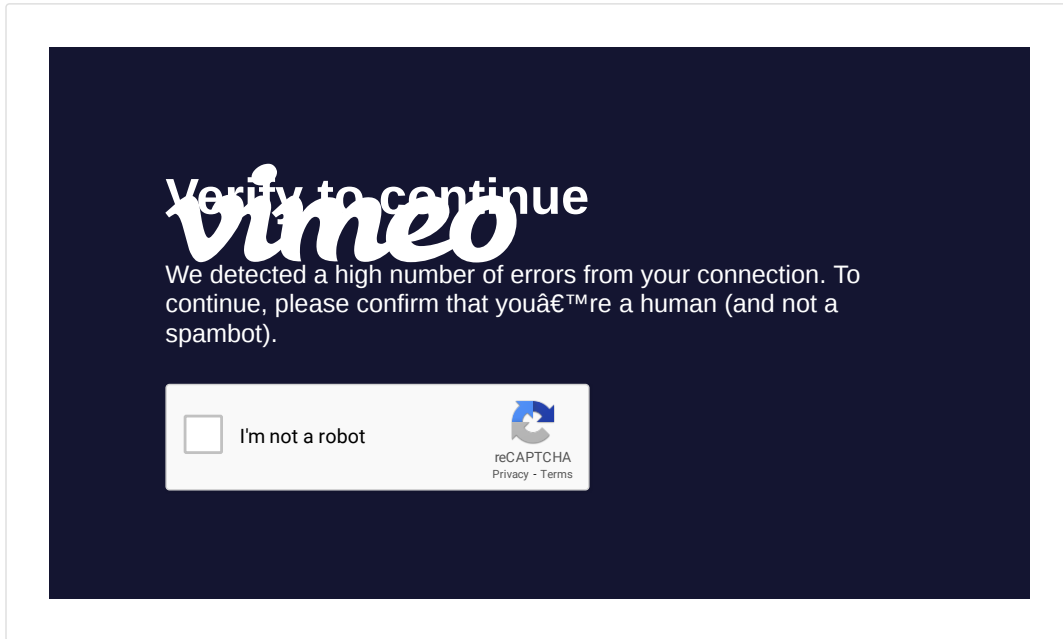 Verify to continue
vimeo
We detected a high number of errors from your connection. To
continue, please confirm that youâ€™re a human (and not a
spambot).
I'm not a robot
reCAPTCHA
Privacy - Terms